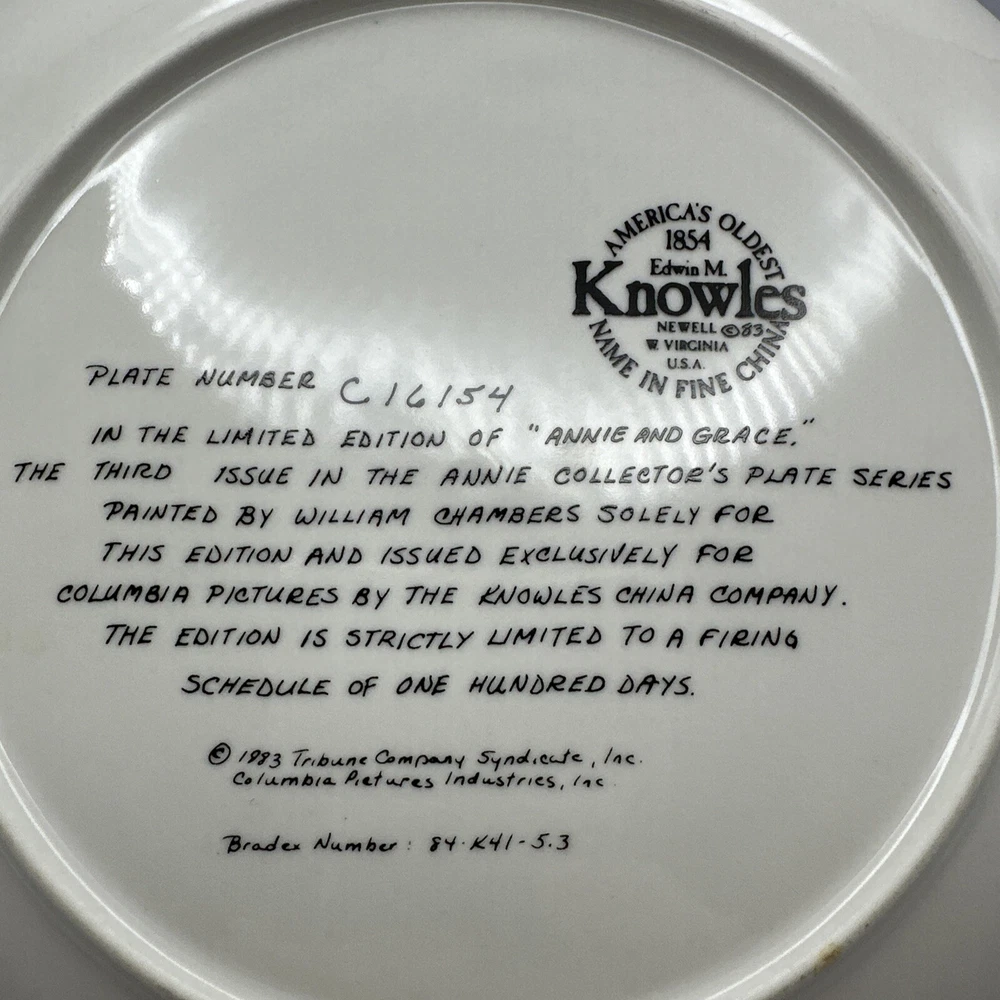 AMERICA'S OLDEST
1854
Edwin M.
Knowles
NEWELL ©83
W. VIRGINIA
U.S.A.
NAME IN FINE CHINA
PLATE NUMBER C16154
IN THE LIMITED EDITION OF "ANNIE AND GRACE."
THE THIRD ISSUE IN THE ANNIE COLLECTOR'S PLATE SERIES
PAINTED BY WILLIAM CHAMBERS SOLELY FOR
THIS EDITION AND ISSUED EXCLUSIVELY FOR
COLUMBIA PICTURES BY THE KNOWLES CHINA COMPANY.
THE EDITION IS STRICTLY LIMITED TO A FIRING
SCHEDULE OF ONE HUNDRED DAYS.
© 1983 Tribune Company Syndicate, Inc.
Columbia Pictures Industries, Inc.
Bradex Number: 84-K41-5.3